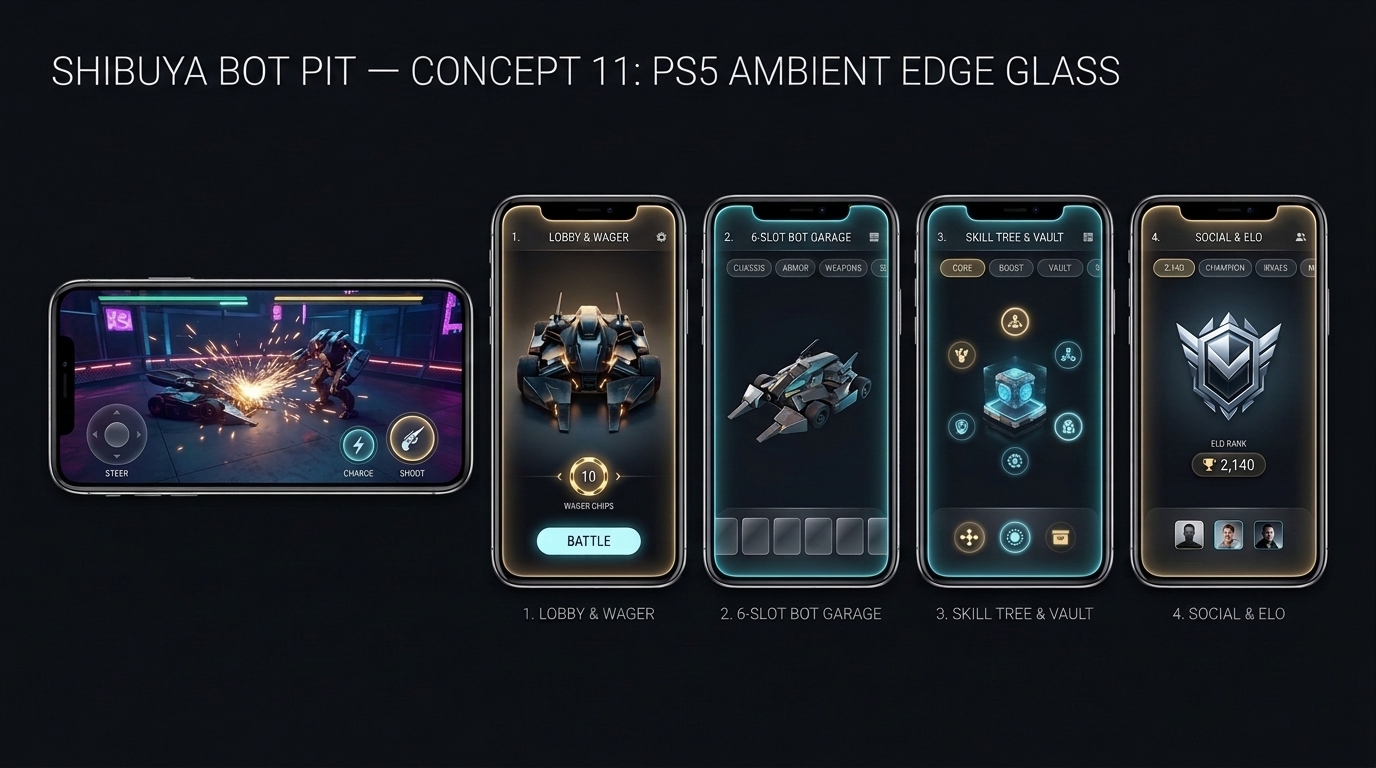 SHIBUYA BOT PIT — CONCEPT 11: PS5 AMBIENT EDGE GLASS
STEER
CHARCE
SHOOT
1. LOBBY & WAGER
10
WAGER CHIPS
BATTLE
1. LOBBY & WAGER
2. 6-SLOT BOT GARAGE
CUASSIS
ABMOR
WEAPONS
2. 6-SLOT BOT GARAGE
3. SKILL TREE & VAULT
CORE
BOOST
VAULT
3. SKILL TREE & VAULT
4. SOCIAL & ELO
2.140
CHAMPION
IRVAES
ELD RANK
2,140
4. SOCIAL & ELO